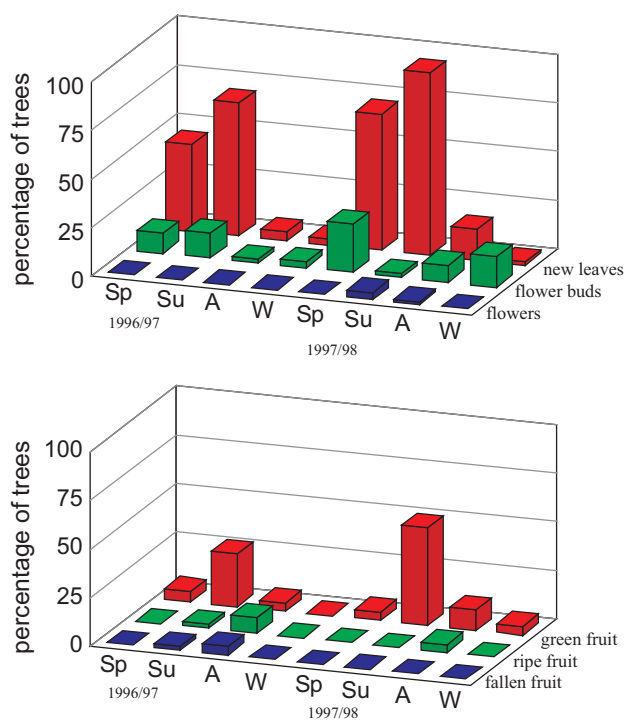 percentage of trees
100
75
50
25
0
Sp Su A W Sp Su A W
1996/97
1997/98
new leaves
flower buds
flowers
percentage of trees
100
75
50
25
0
Sp Su A W Sp Su A W
1996/97
1997/98
green fruit
ripe fruit
fallen fruit